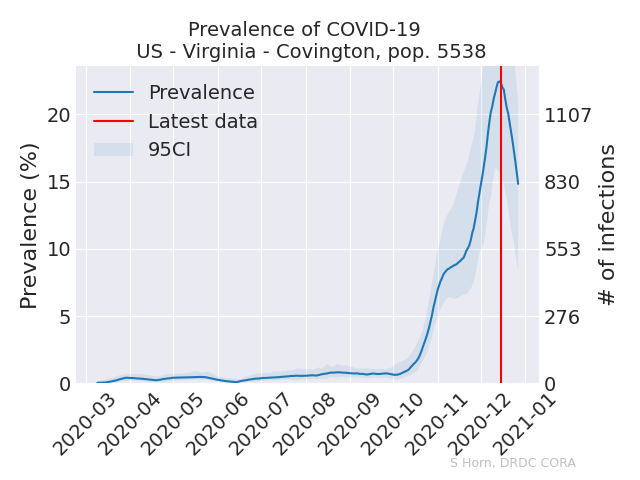 Prevalence of COVID-19
US - Virginia - Covington, pop. 5538
Prevalence
Latest data
95CI
Prevalence (%)
20
15
10
5
0
1107
830
553
276
0
# of infections
2020-03
2020-04
2020-05
2020-06
2020-07
2020-08
2020-09
2020-10
2020-11
2020-12
2021-01
S Horn, DRDC CORA